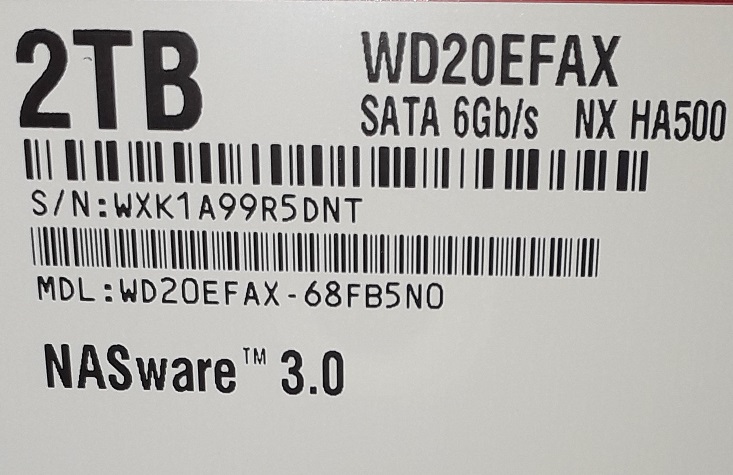 2TB
WD20EFAX
SATA 6Gb/s NX HA500
S/N:WXK1A99R5DNT
MDL:WD20EFAX-68FB5N0
NASware™ 3.0